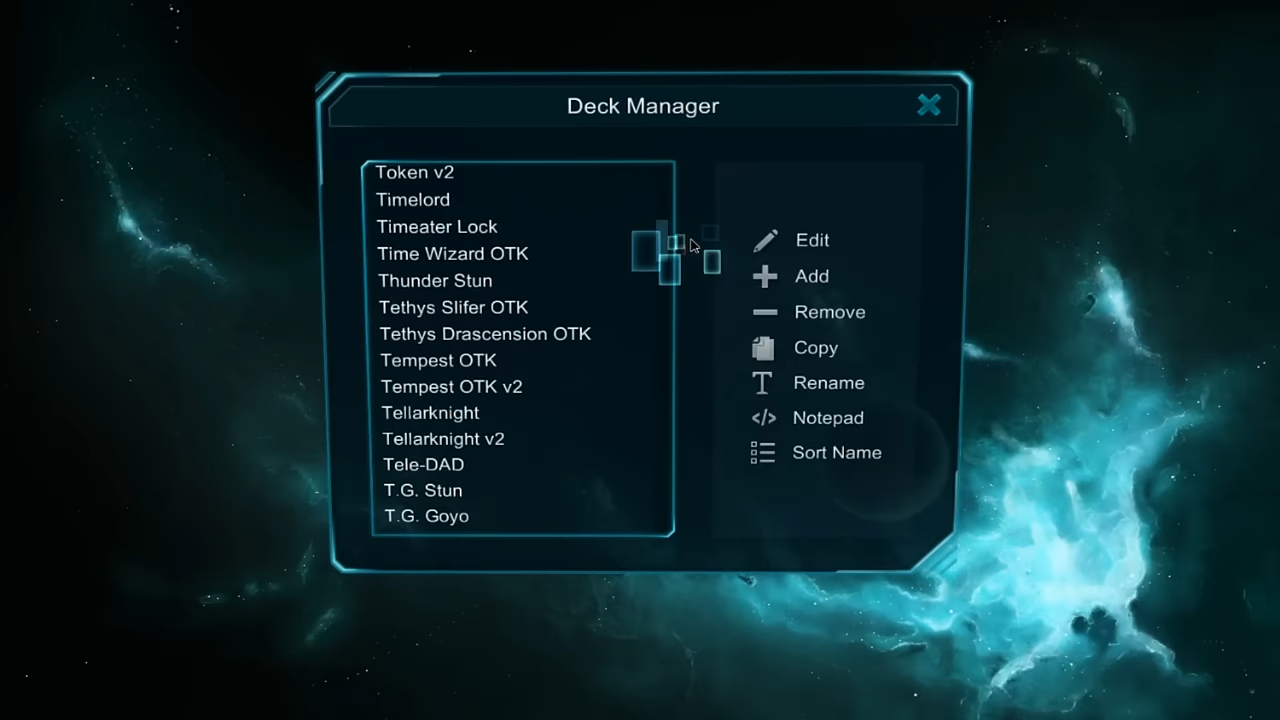 Deck Manager
Token v2
Timelord
Timeater Lock
Time Wizard OTK
Thunder Stun
Tethys Slifer OTK
Tethys Drascension OTK
Tempest OTK
Tempest OTK v2
Tellarknight
Tellarknight v2
Tele-DAD
T.G. Stun
T.G. Goyo
Edit
Add
Remove
Copy
Rename
Notepad
Sort Name